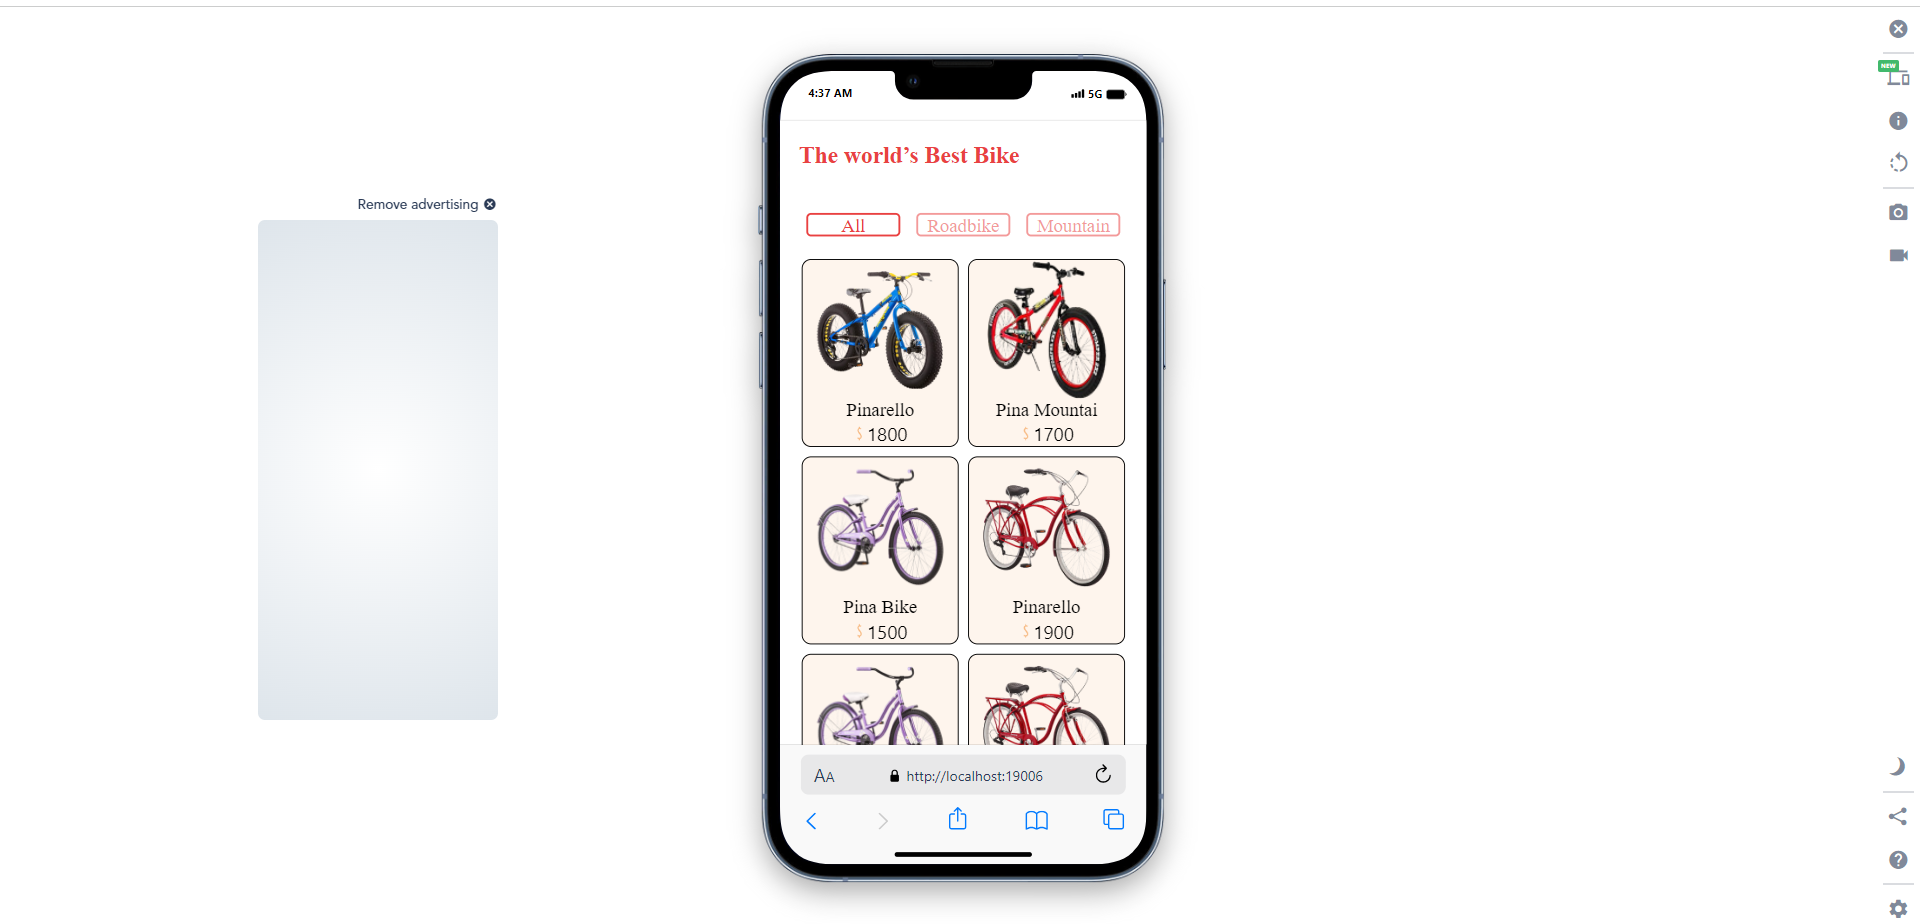 NEW
4:37 AM
5G
The world’s Best Bike
Remove advertising
All
Roadbike
Mountain
Pinarello
Pina Mountai
$ 1800
$ 1700
Pina Bike
Pinarello
$ 1500
$ 1900
AA
http://localhost:19006